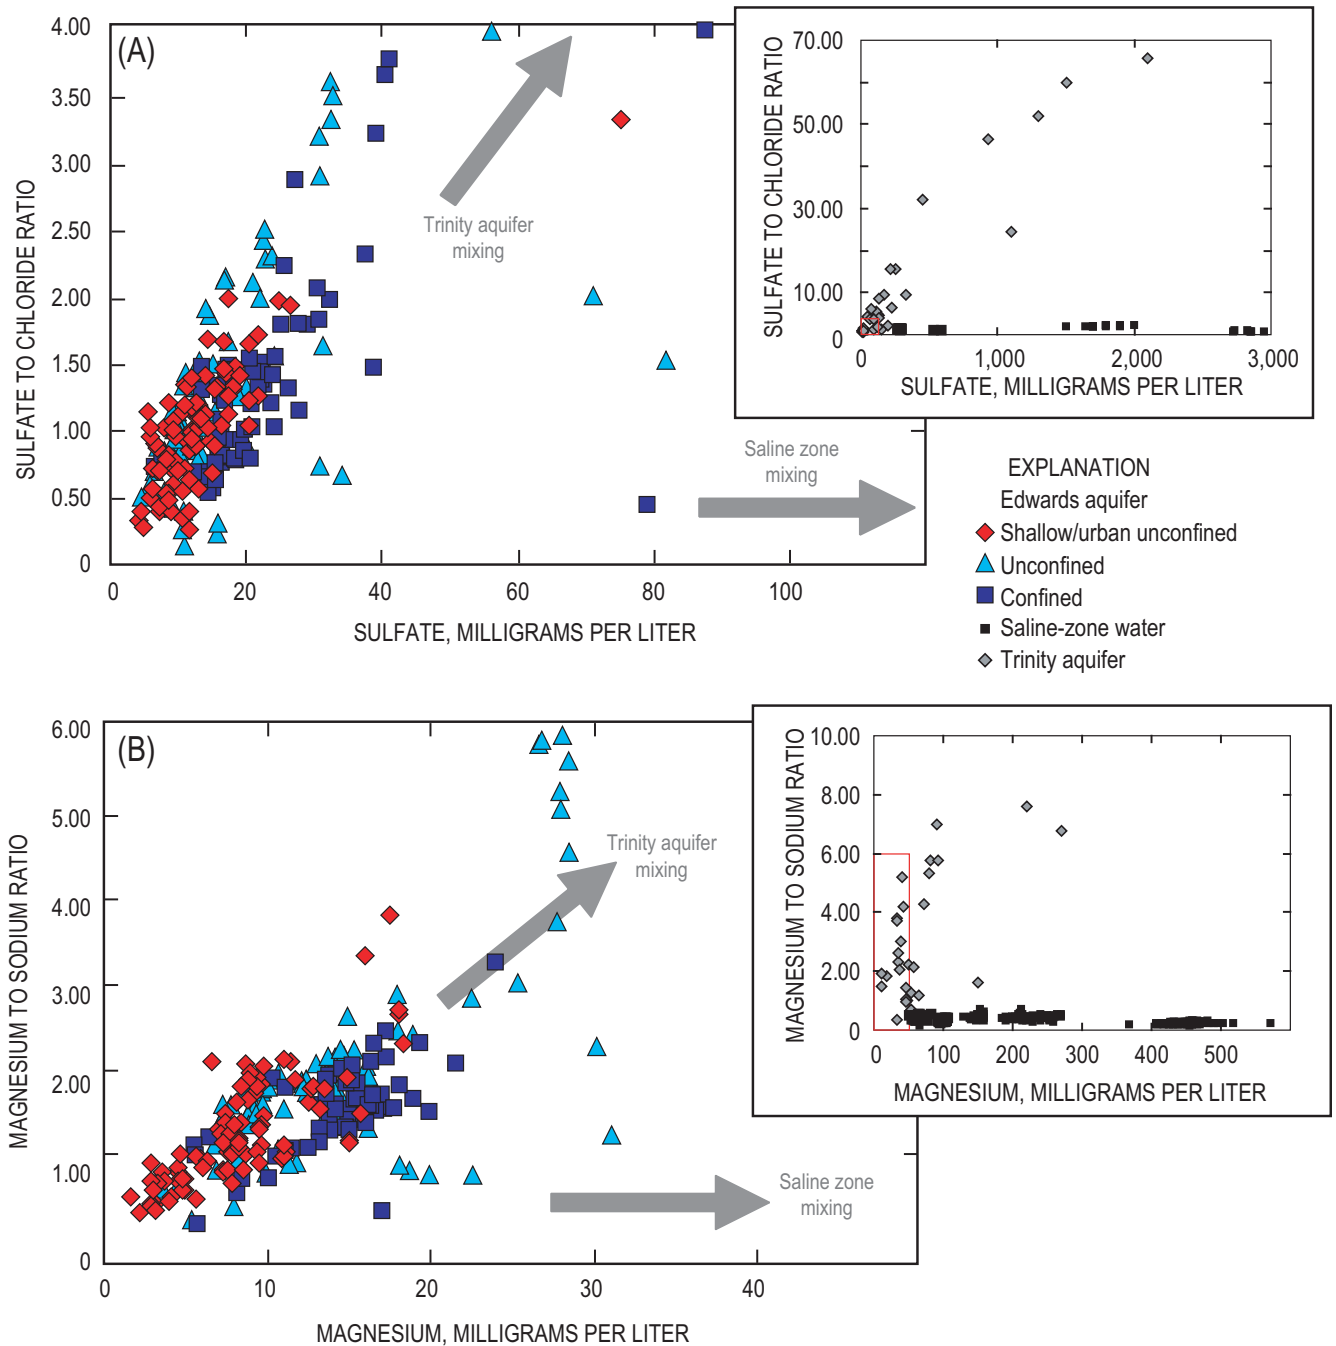 (A)
4.00
3.50
3.00
2.50
2.00
1.50
1.00
0.50
0
SULFATE TO CHLORIDE RATIO
0 20 40 60 80 100
SULFATE, MILLIGRAMS PER LITER
Trinity aquifer
mixing
Saline zone
mixing
70.00
50.00
30.00
10.00
0
SULFATE TO CHLORIDE RATIO
0 1,000 2,000 3,000
SULFATE, MILLIGRAMS PER LITER
EXPLANATION
Edwards aquifer
Shallow/urban unconfined
Unconfined
Confined
Saline-zone water
Trinity aquifer
(B)
6.00
5.00
4.00
3.00
2.00
1.00
0
MAGNESIUM TO SODIUM RATIO
0 10 20 30 40
MAGNESIUM, MILLIGRAMS PER LITER
Trinity aquifer
mixing
Saline zone
mixing
10.00
8.00
6.00
4.00
2.00
0
MAGNESIUM TO SODIUM RATIO
0 100 200 300 400 500
MAGNESIUM, MILLIGRAMS PER LITER